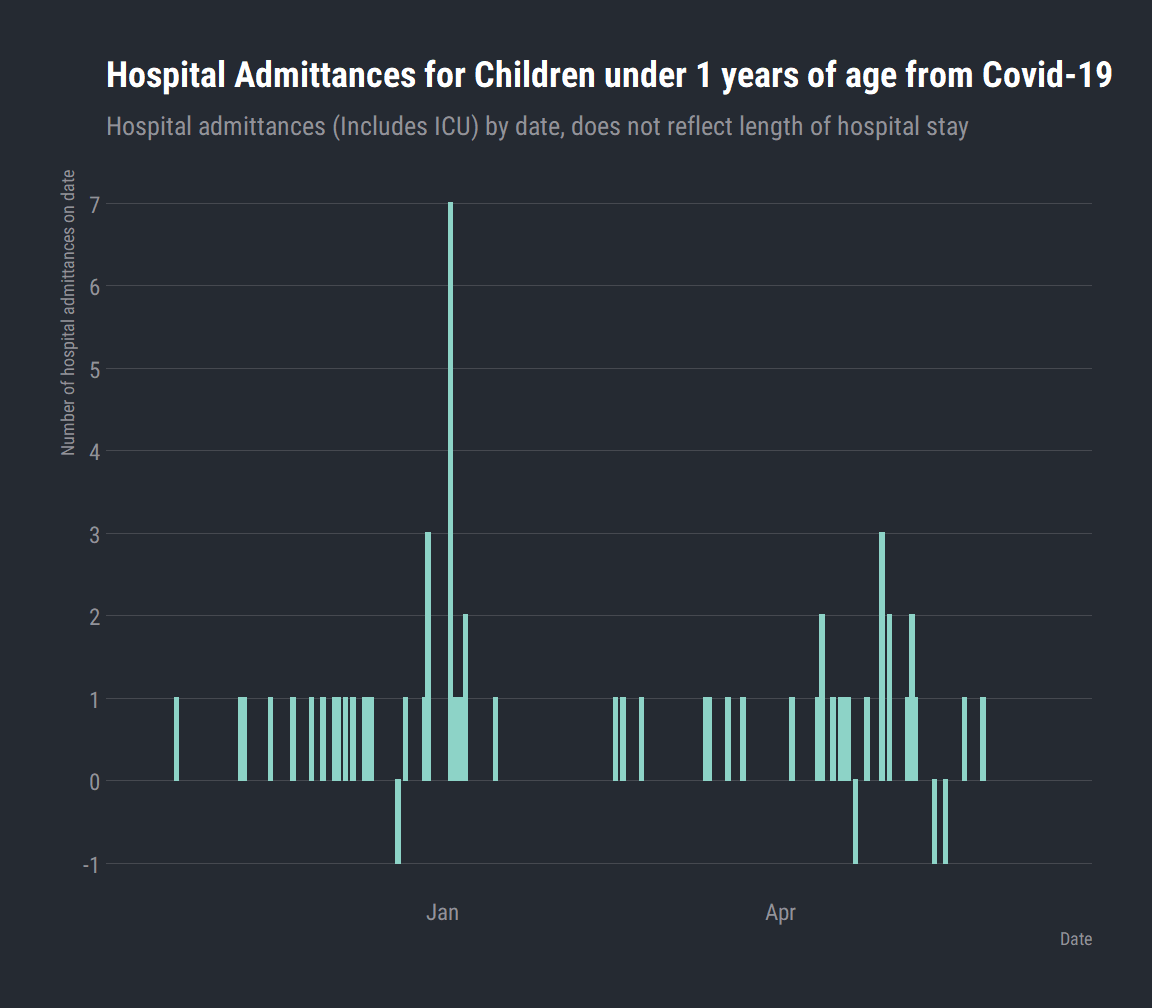 Hospital Admittances for Children under 1 years of age from Covid-19
Hospital admittances (Includes ICU) by date, does not reflect length of hospital stay
Number of hospital admittances on date
7
6
5
4
3
2
1
0
-1
Jan Apr
Date